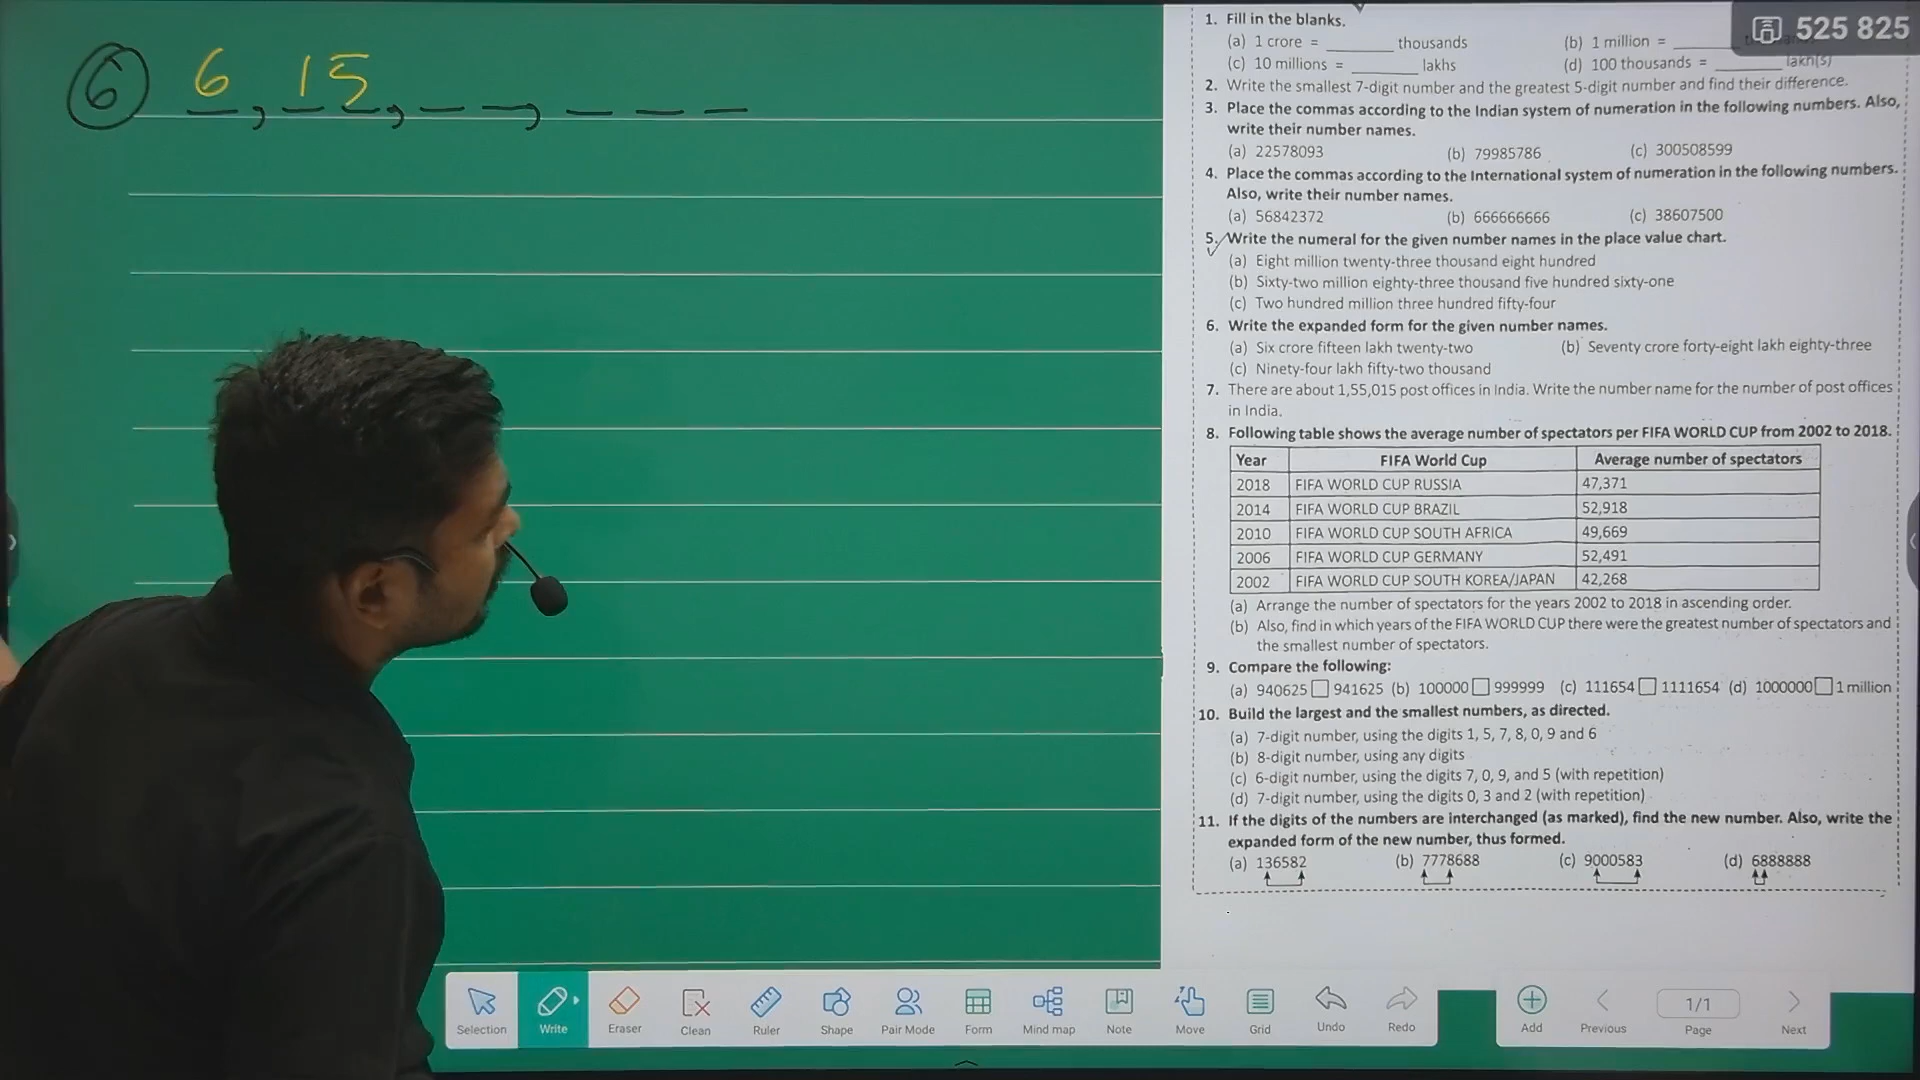 ⑥ 6, 15, _ _, _ _ _
525 825
1. Fill in the blanks.
(a) 1 crore = ________ thousands (b) 1 million = ________
(c) 10 millions = ________ lakhs (d) 100 thousands = ________ lakh(s)
2. Write the smallest 7-digit number and the greatest 5-digit number and find their difference.
3. Place the commas according to the Indian system of numeration in the following numbers. Also,
write their number names.
(a) 22578093 (b) 79985786 (c) 300508599
4. Place the commas according to the International system of numeration in the following numbers.
Also, write their number names.
(a) 56842372 (b) 666666666 (c) 38607500
5. Write the numeral for the given number names in the place value chart.
(a) Eight million twenty-three thousand eight hundred
(b) Sixty-two million eighty-three thousand five hundred sixty-one
(c) Two hundred million three hundred fifty-four
6. Write the expanded form for the given number names.
(a) Six crore fifteen lakh twenty-two (b) Seventy crore forty-eight lakh eighty-three
(c) Ninety-four lakh fifty-two thousand
7. There are about 1,55,015 post offices in India. Write the number name for the number of post offices
in India.
8. Following table shows the average number of spectators per FIFA WORLD CUP from 2002 to 2018.
Year FIFA World Cup Average number of spectators
2018 FIFA WORLD CUP RUSSIA 47,371
2014 FIFA WORLD CUP BRAZIL 52,918
2010 FIFA WORLD CUP SOUTH AFRICA 49,669
2006 FIFA WORLD CUP GERMANY 52,491
2002 FIFA WORLD CUP SOUTH KOREA/JAPAN 42,268
(a) Arrange the number of spectators for the years 2002 to 2018 in ascending order.
(b) Also, find in which years of the FIFA WORLD CUP there were the greatest number of spectators and
the smallest number of spectators.
9. Compare the following:
(a) 940625 □ 941625 (b) 100000 □ 999999 (c) 111654 □ 1111654 (d) 1000000 □ 1 million
10. Build the largest and the smallest numbers, as directed.
(a) 7-digit number, using the digits 1, 5, 7, 8, 0, 9 and 6
(b) 8-digit number, using any digits
(c) 6-digit number, using the digits 7, 0, 9, and 5 (with repetition)
(d) 7-digit number, using the digits 0, 3 and 2 (with repetition)
11. If the digits of the numbers are interchanged (as marked), find the new number. Also, write the
expanded form of the new number, thus formed.
(a) 136582 (b) 7778688 (c) 9000583 (d) 6888888
Selection Write Eraser Clean Ruler Shape Pair Mode Form Mind map Note Move Grid Undo Redo
Add Previous 1/1 Page Next